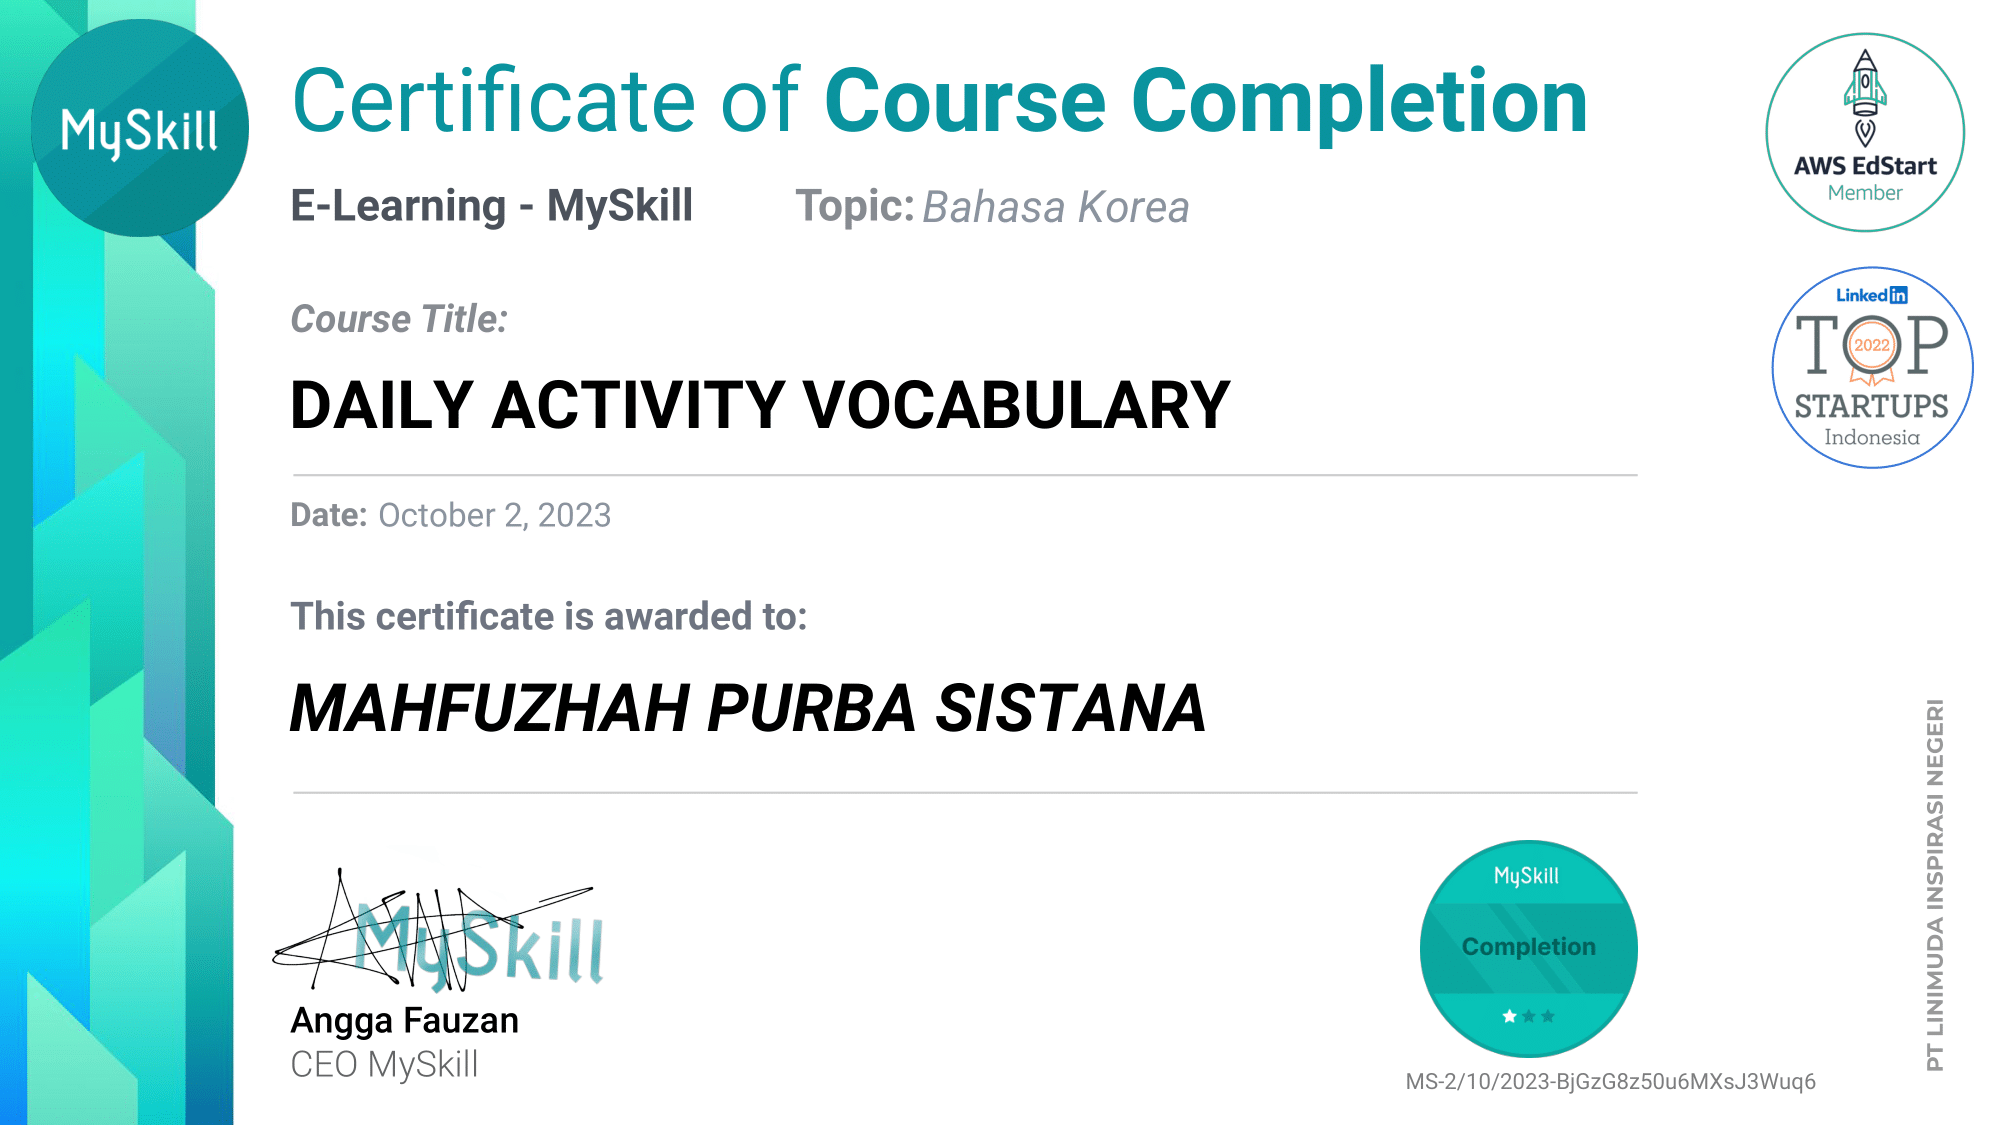 MySkill
Certificate of Course Completion
E-Learning - MySkill
Topic: Bahasa Korea
AWS EdStart
Member
LinkedIn
TOP
2022
STARTUPS
Indonesia
Course Title:
DAILY ACTIVITY VOCABULARY
Date: October 2, 2023
This certificate is awarded to:
MAHFUZHAH PURBA SISTANA
MySkill
Angga Fauzan
CEO MySkill
MySkill
Completion
MS-2/10/2023-BjGzG8z50u6MXsJ3Wuq6
PT LINIMUDA INSPIRASI NEGERI